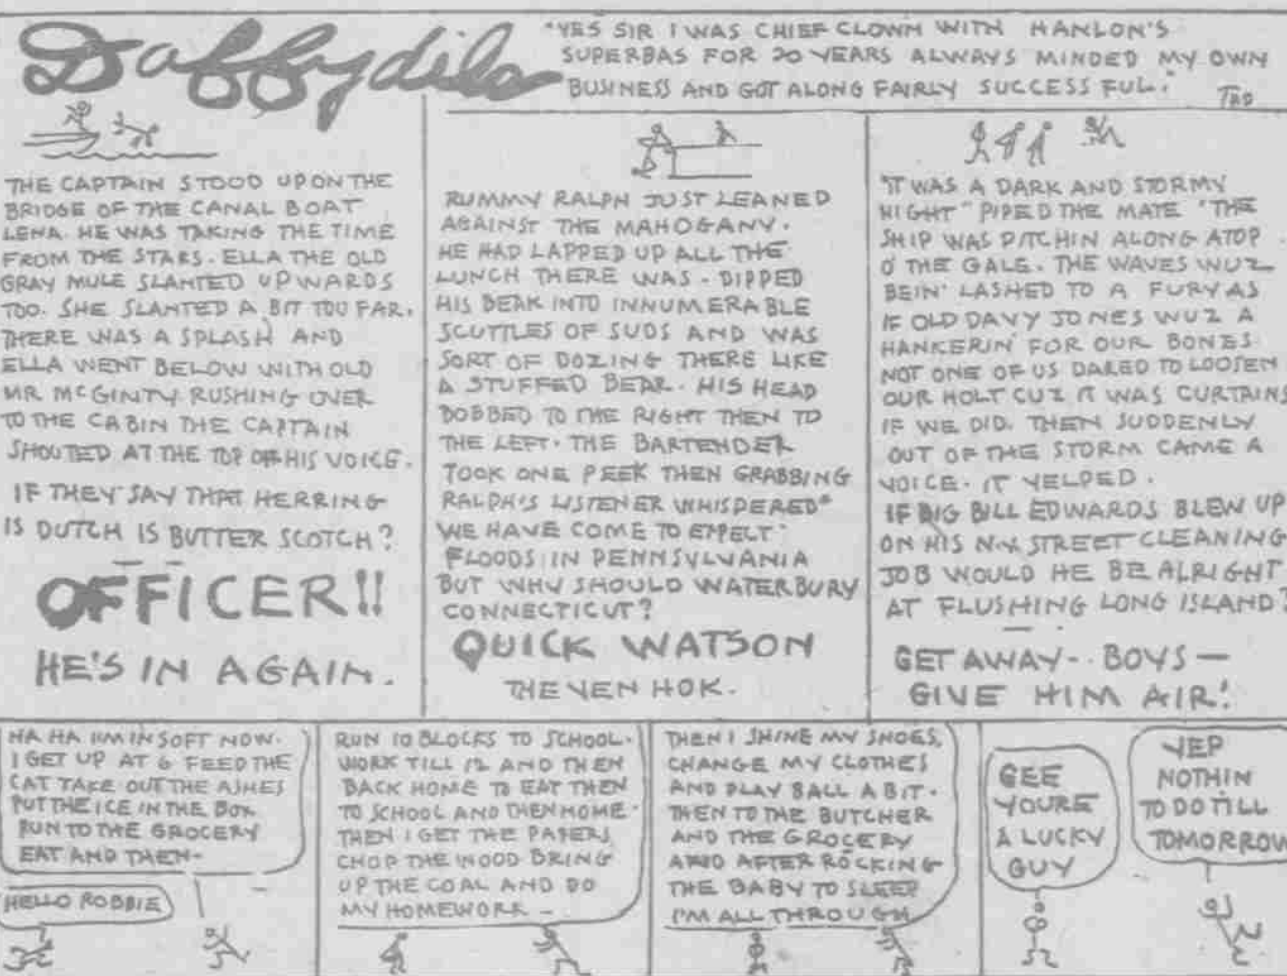 Daffydils
"YES SIR I WAS CHIEF CLOWN WITH HANLON'S
SUPERBAS FOR 20 YEARS ALWAYS MINDED MY OWN
BUSINESS AND GOT ALONG FAIRLY SUCCESSFUL."
TAD
THE CAPTAIN STOOD UPON THE
BRIDGE OF THE CANAL BOAT
LENA. HE WAS TAKING THE TIME
FROM THE STARS. ELLA THE OLD
GRAY MULE SLANTED UPWARDS
TOO. SHE SLANTED A BIT TOO FAR.
THERE WAS A SPLASH AND
ELLA WENT BELOW WITH OLD
MR McGINTY. RUSHING OVER
TO THE CABIN THE CAPTAIN
SHOUTED AT THE TOP OF HIS VOICE.
IF THEY SAY THAT HERRING
IS DUTCH IS BUTTER SCOTCH?
OFFICER!!
HE'S IN AGAIN.
RUMMY RALPH JUST LEANED
AGAINST THE MAHOGANY.
HE HAD LAPPED UP ALL THE
LUNCH THERE WAS. DIPPED
HIS BEAK INTO INNUMERABLE
SCUTTLES OF SUDS AND WAS
SORT OF DOZING THERE LIKE
A STUFFED BEAR. HIS HEAD
BOBBED TO THE RIGHT THEN TO
THE LEFT. THE BARTENDER
TOOK ONE PEEK THEN GRABBING
RALPH'S LISTENER WHISPERED"
WE HAVE COME TO EXPECT
FLOODS IN PENNSYLVANIA
BUT WHY SHOULD WATERBURY
CONNECTICUT?
QUICK WATSON
THE YEN HOK.
"IT WAS A DARK AND STORMY
NIGHT" PIPED THE MATE "THE
SHIP WAS PITCHIN ALONG ATOP
O' THE GALE. THE WAVES WUZ
BEIN' LASHED TO A FURY AS
IF OLD DAVY JONES WUZ A
HANKERIN' FOR OUR BONES.
NOT ONE OF US DARED TO LOOSEN
OUR HOLT CUZ IT WAS CURTAINS
IF WE DID. THEN SUDDENLY
OUT OF THE STORM CAME A
VOICE. IT YELPED.
IF BIG BILL EDWARDS BLEW UP
ON HIS N.Y. STREET CLEANING
JOB WOULD HE BE ALRIGHT
AT FLUSHING LONG ISLAND?
GET AWAY-- BOYS —
GIVE HIM AIR!
HA HA IM IN SOFT NOW.
I GET UP AT 6 FEED THE
CAT TAKE OUT THE ASHES
PUT THE ICE IN THE BOX
RUN TO THE GROCERY
EAT AND THEN-
HELLO ROBBIE
RUN 10 BLOCKS TO SCHOOL.
WORK TILL 12 AND THEN
BACK HOME TO EAT THEN
TO SCHOOL AND THEN HOME.
THEN I GET THE PAPERS
CHOP THE WOOD BRING
UP THE COAL AND DO
MY HOMEWORK -
THEN I SHINE MY SHOES,
CHANGE MY CLOTHES
AND PLAY BALL A BIT.
THEN TO THE BUTCHER
AND THE GROCERY
AND AFTER ROCKING
THE BABY TO SLEEP
I'M ALL THROUGH
GEE
YOURE
A LUCKY
GUY
YEP
NOTHIN
TO DO TILL
TOMORROW